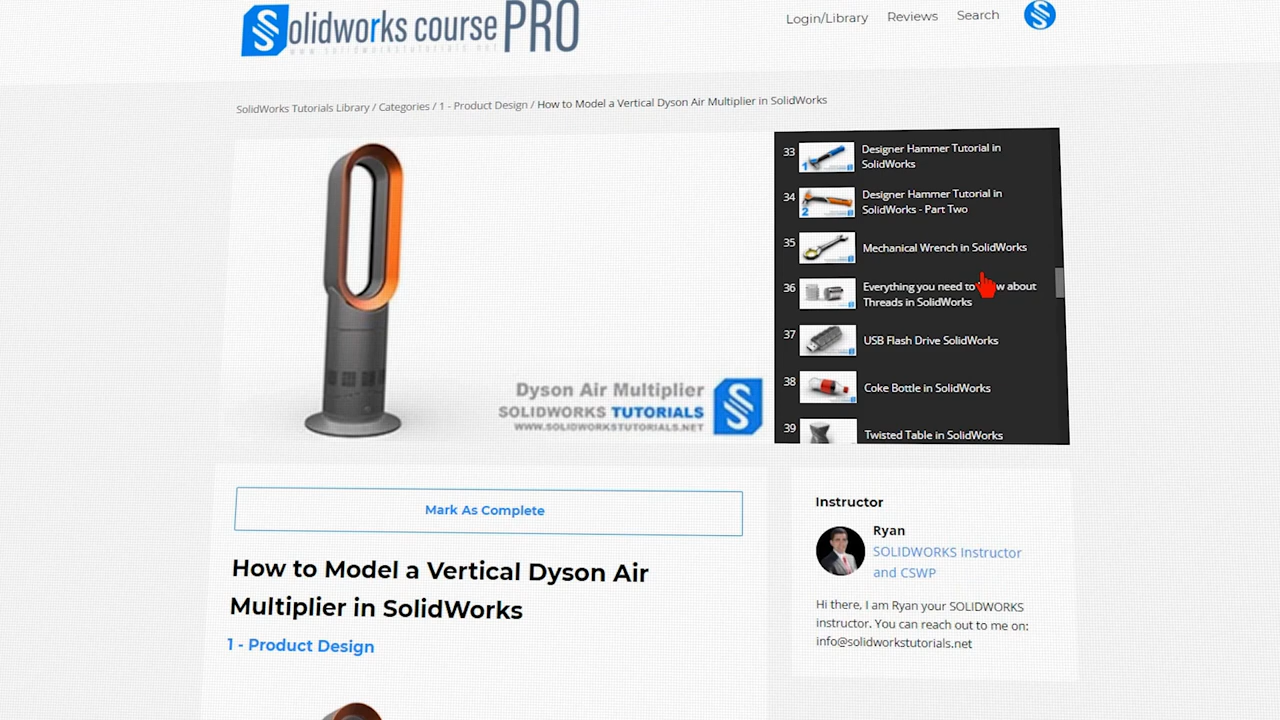 Solidworks course PRO
www.solidworkstutorials.net
Login/Library Reviews Search
SolidWorks Tutorials Library / Categories / 1 - Product Design / How to Model a Vertical Dyson Air Multiplier in SolidWorks
Dyson Air Multiplier
SOLIDWORKS TUTORIALS
WWW.SOLIDWORKSTUTORIALS.NET
33 Designer Hammer Tutorial in
SolidWorks
34 Designer Hammer Tutorial in
SolidWorks - Part Two
35 Mechanical Wrench in SolidWorks
36 Everything you need to about
Threads in SolidWorks
37 USB Flash Drive SolidWorks
38 Coke Bottle in SolidWorks
39 Twisted Table in SolidWorks
Mark As Complete
How to Model a Vertical Dyson Air
Multiplier in SolidWorks
1 - Product Design
Instructor
Ryan
SOLIDWORKS Instructor
and CSWP
Hi there, I am Ryan your SOLIDWORKS
instructor. You can reach out to me on:
info@solidworkstutorials.net